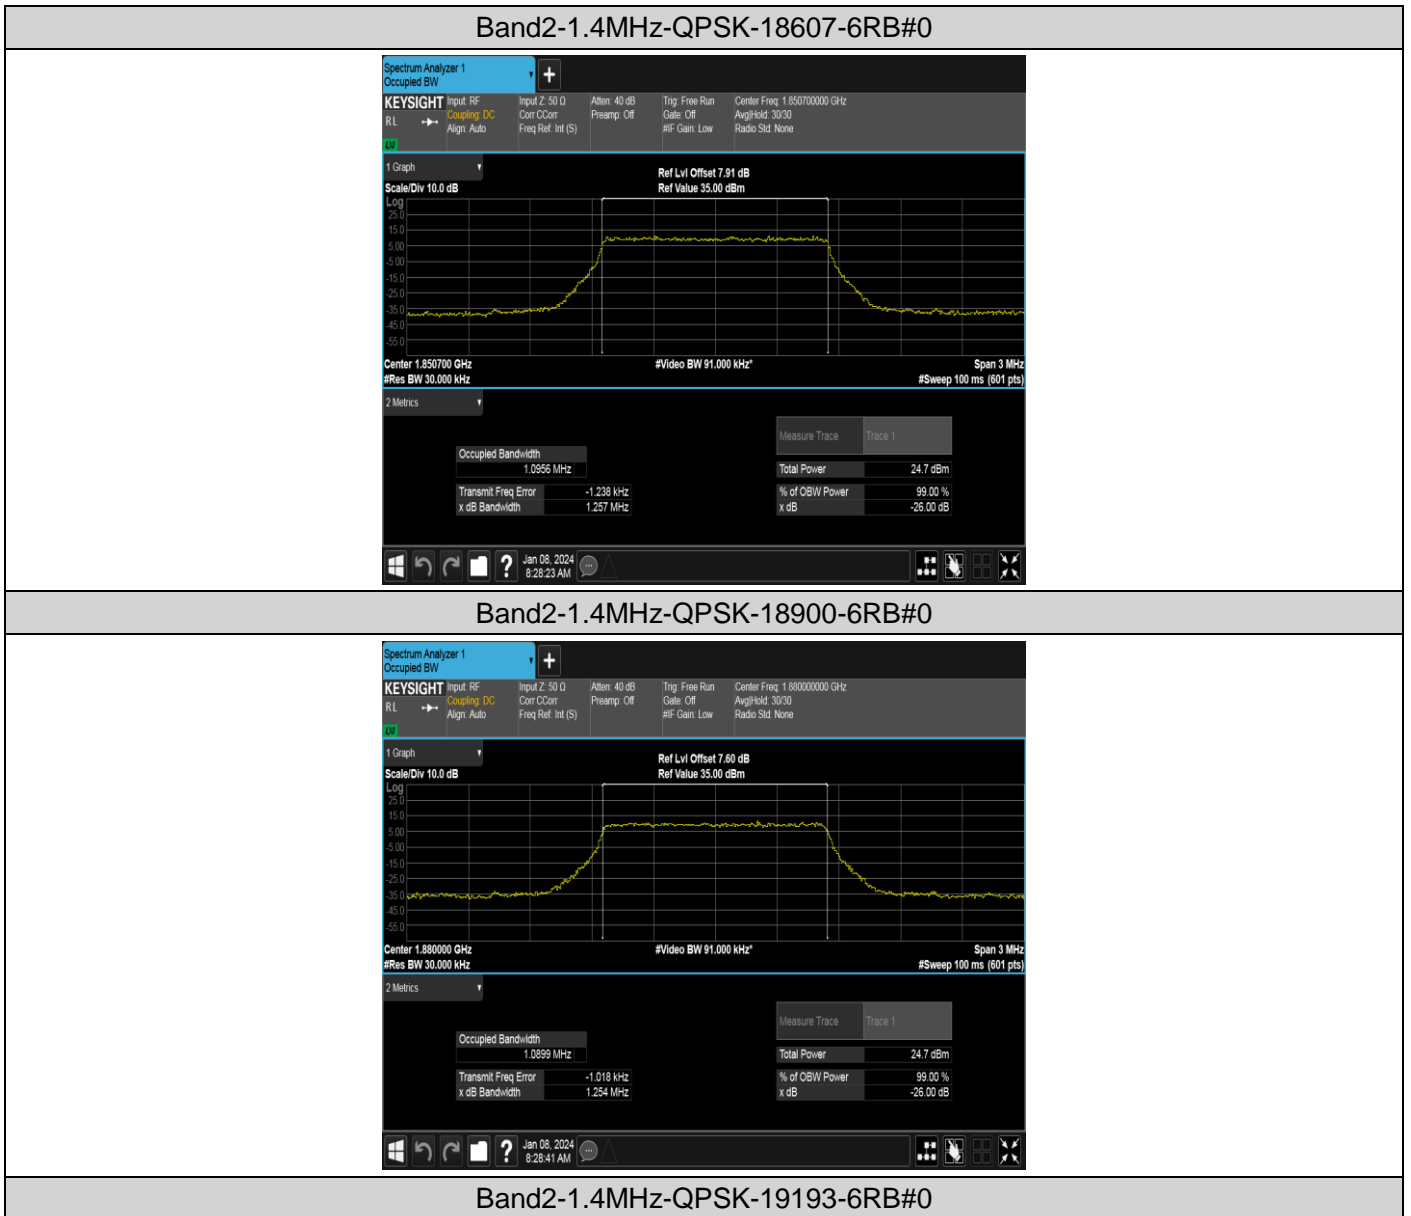 Band2-1.4MHz-QPSK-18607-6RB#0
Spectrum Analyzer 1
Occupied BW
KEYSIGHT
R L
Input: RF
Coupling: DC
Align: Auto
Input Z: 50 Ω
Corr CCorr
Freq Ref: Int (S)
Atten: 40 dB
Preamp: Off
Trig: Free Run
Gate: Off
#IF Gain: Low
Center Freq: 1.850700000 GHz
Avg|Hold: 30/30
Radio Std: None
1 Graph
Scale/Div 10.0 dB
Ref Lvl Offset 7.91 dB
Ref Value 35.00 dBm
Log
25.0
15.0
5.00
-5.00
-15.0
-25.0
-35.0
-45.0
-55.0
Center 1.850700 GHz
#Video BW 91.000 kHz*
Span 3 MHz
#Res BW 30.000 kHz
#Sweep 100 ms (601 pts)
2 Metrics
Measure Trace Trace 1
Occupied Bandwidth
1.0956 MHz
Total Power 24.7 dBm
Transmit Freq Error -1.238 kHz
% of OBW Power 99.00 %
x dB Bandwidth 1.257 MHz
x dB -26.00 dB
Jan 08, 2024
8:28:23 AM
Band2-1.4MHz-QPSK-18900-6RB#0
Spectrum Analyzer 1
Occupied BW
KEYSIGHT
R L
Input: RF
Coupling: DC
Align: Auto
Input Z: 50 Ω
Corr CCorr
Freq Ref: Int (S)
Atten: 40 dB
Preamp: Off
Trig: Free Run
Gate: Off
#IF Gain: Low
Center Freq: 1.880000000 GHz
Avg|Hold: 30/30
Radio Std: None
1 Graph
Scale/Div 10.0 dB
Ref Lvl Offset 7.60 dB
Ref Value 35.00 dBm
Log
25.0
15.0
5.00
-5.00
-15.0
-25.0
-35.0
-45.0
-55.0
Center 1.880000 GHz
#Video BW 91.000 kHz*
Span 3 MHz
#Res BW 30.000 kHz
#Sweep 100 ms (601 pts)
2 Metrics
Measure Trace Trace 1
Occupied Bandwidth
1.0899 MHz
Total Power 24.7 dBm
Transmit Freq Error -1.018 kHz
% of OBW Power 99.00 %
x dB Bandwidth 1.254 MHz
x dB -26.00 dB
Jan 08, 2024
8:28:41 AM
Band2-1.4MHz-QPSK-19193-6RB#0